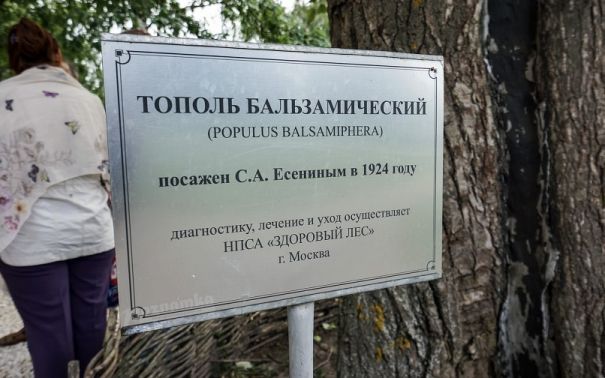 ТОПОЛЬ БАЛЬЗАМИЧЕСКИЙ
(POPULUS BALSAMIPHERA)
посажен С.А. Есениным в 1924 году
диагностику, лечение и уход осуществляет
НПСА «ЗДОРОВЫЙ ЛЕС»
г. Москва